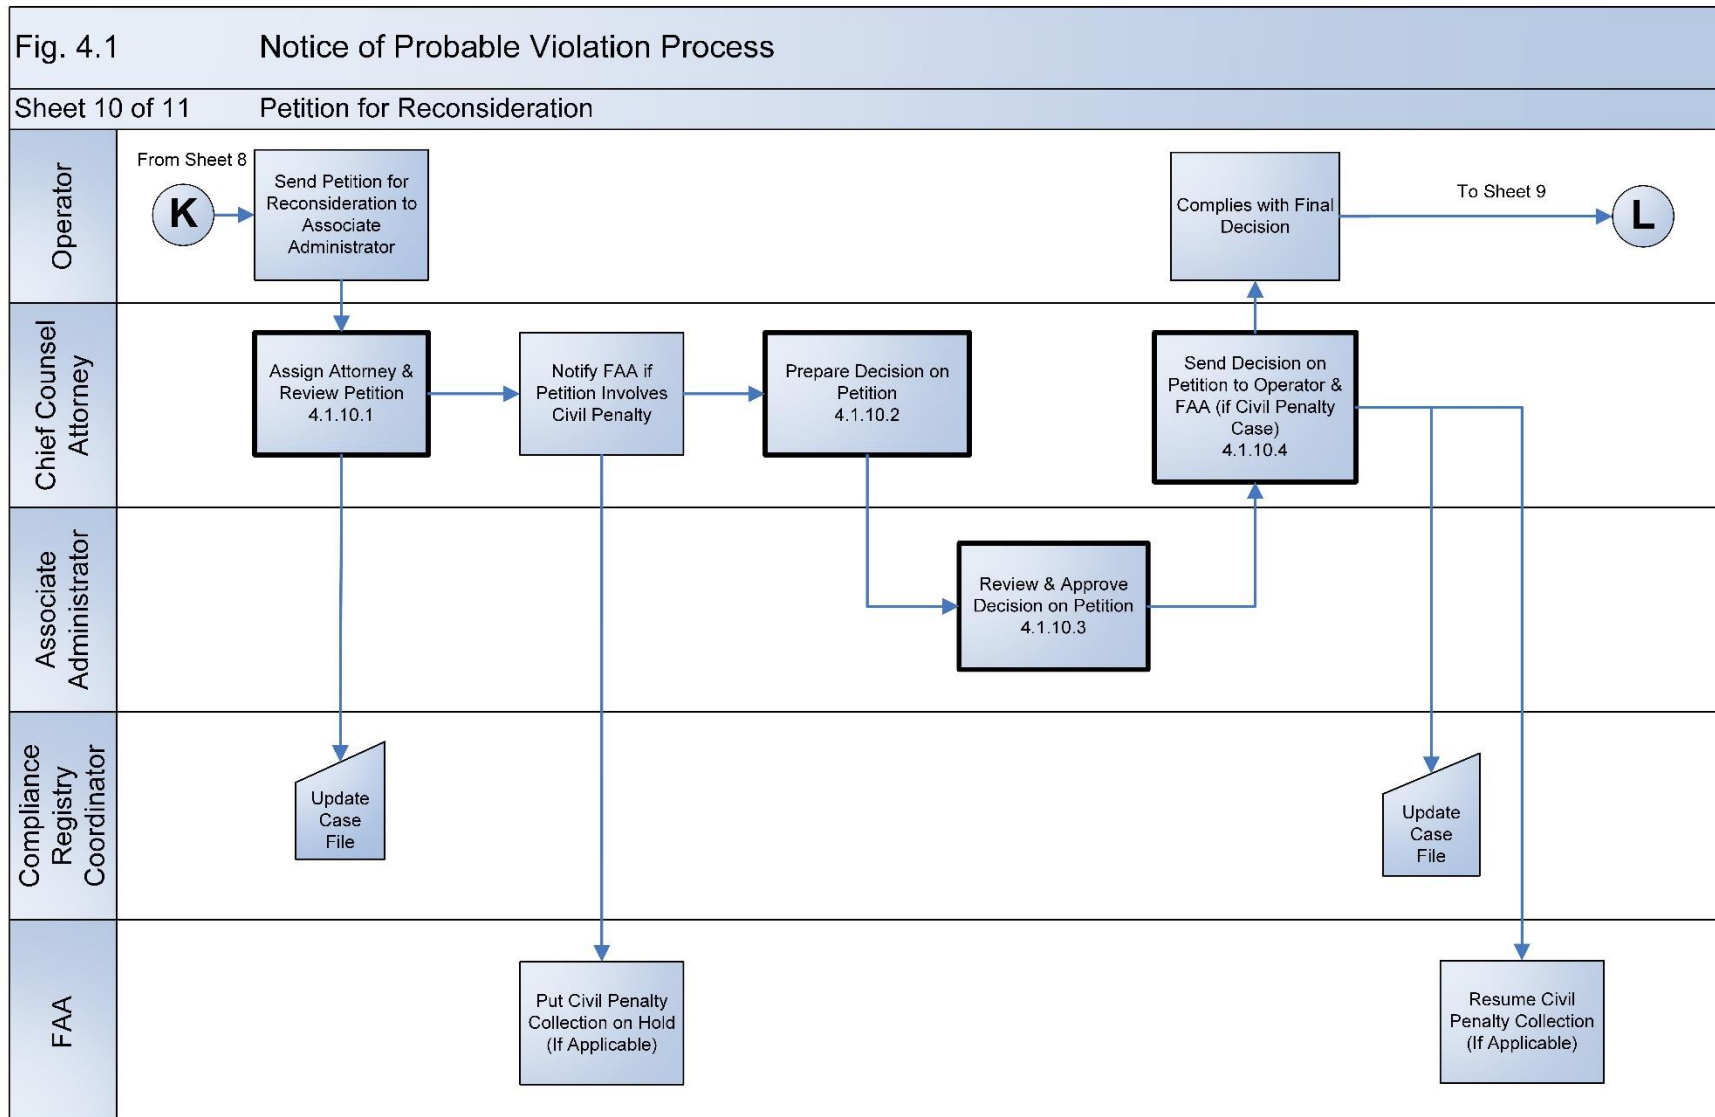 Fig. 4.1
Notice of Probable Violation Process
Sheet 10 of 11
Petition for Reconsideration
Operator
From Sheet 8
K
Send Petition for
Reconsideration to
Associate
Administrator
Complies with Final
Decision
To Sheet 9
L
Chief Counsel
Attorney
Assign Attorney &
Review Petition
4.1.10.1
Notify FAA if
Petition Involves
Civil Penalty
Prepare Decision on
Petition
4.1.10.2
Send Decision on
Petition to Operator &
FAA (if Civil Penalty
Case)
4.1.10.4
Associate
Administrator
Review & Approve
Decision on Petition
4.1.10.3
Compliance
Registry
Coordinator
Update
Case
File
Update
Case
File
FAA
Put Civil Penalty
Collection on Hold
(If Applicable)
Resume Civil
Penalty Collection
(If Applicable)